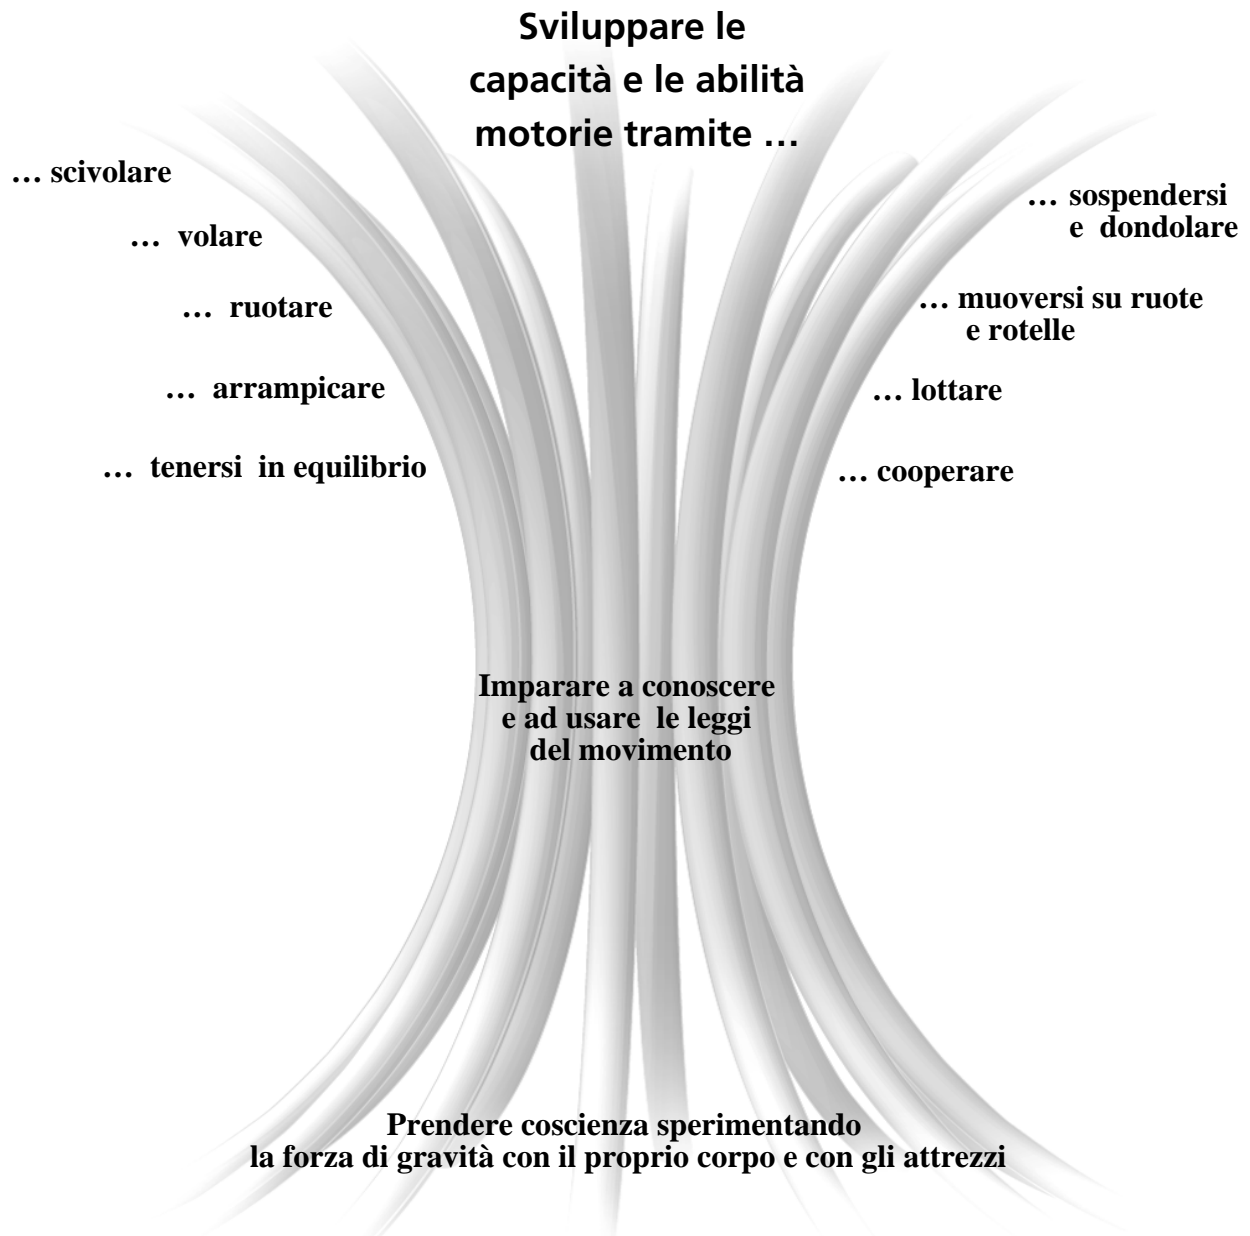 Sviluppare le
capacità e le abilità
motorie tramite …
… scivolare
… volare
… ruotare
… arrampicare
… tenersi in equilibrio
… sospendersi
e dondolare
… muoversi su ruote
e rotelle
… lottare
… cooperare
Imparare a conoscere
e ad usare le leggi
del movimento
Prendere coscienza sperimentando
la forza di gravità con il proprio corpo e con gli attrezzi